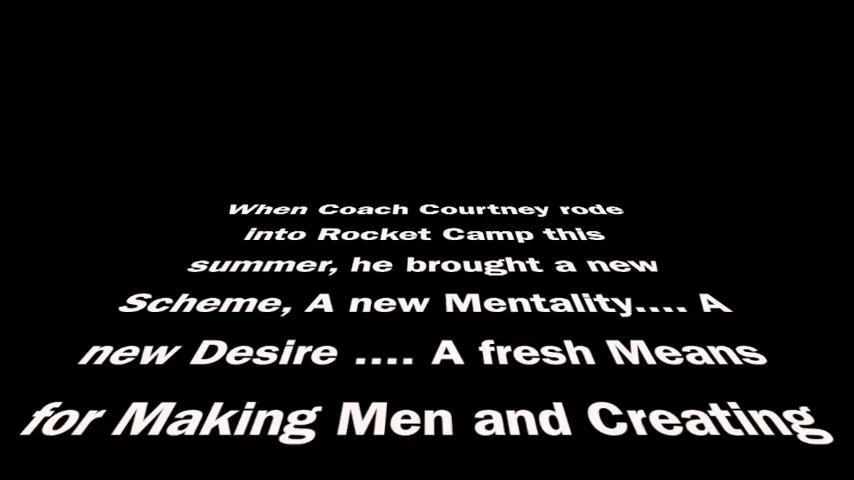 When Coach Courtney rode
into Rocket Camp this
summer, he brought a new
Scheme, A new Mentality.... A
new Desire .... A fresh Means
for Making Men and Creating